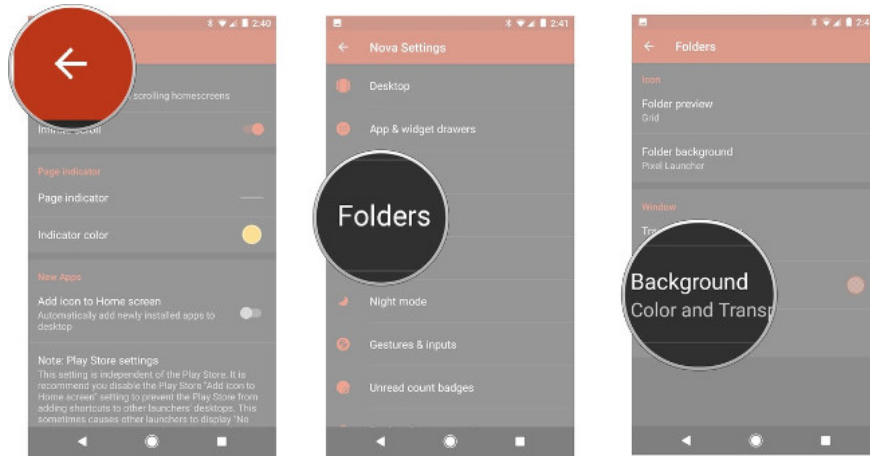 2:40
scrolling homescreens
Infinite scroll
Page indicator
Page indicator
Indicator color
New Apps
Add icon to Home screen
Automatically add newly installed apps to
desktop
Note: Play Store settings
This setting is independent of the Play Store. It is
recommend you disable the Play Store "Add icon to
Home screen" setting to prevent the Play Store from
adding shortcuts to other launchers' desktops. This
sometimes causes other launchers to display "No
2:41
Nova Settings
Desktop
App & widget drawers
Folders
Night mode
Gestures & inputs
Unread count badges
2:4
Folders
Icon
Folder preview
Grid
Folder background
Pixel Launcher
Window
Background
Color and Transp